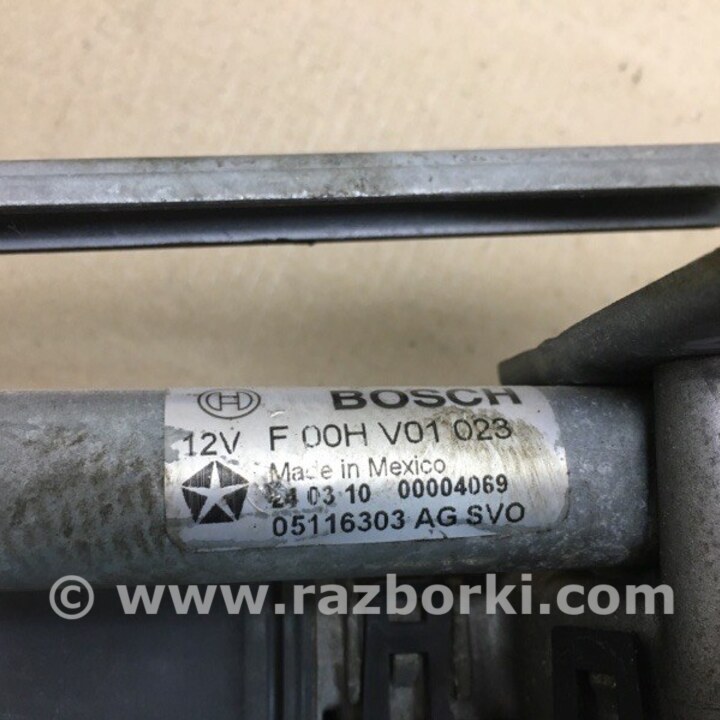 BOSCH
12V F 00H V01 023
Made in Mexico
24 03 10 00004069
05116303 AG SVO
© www.razborki.com